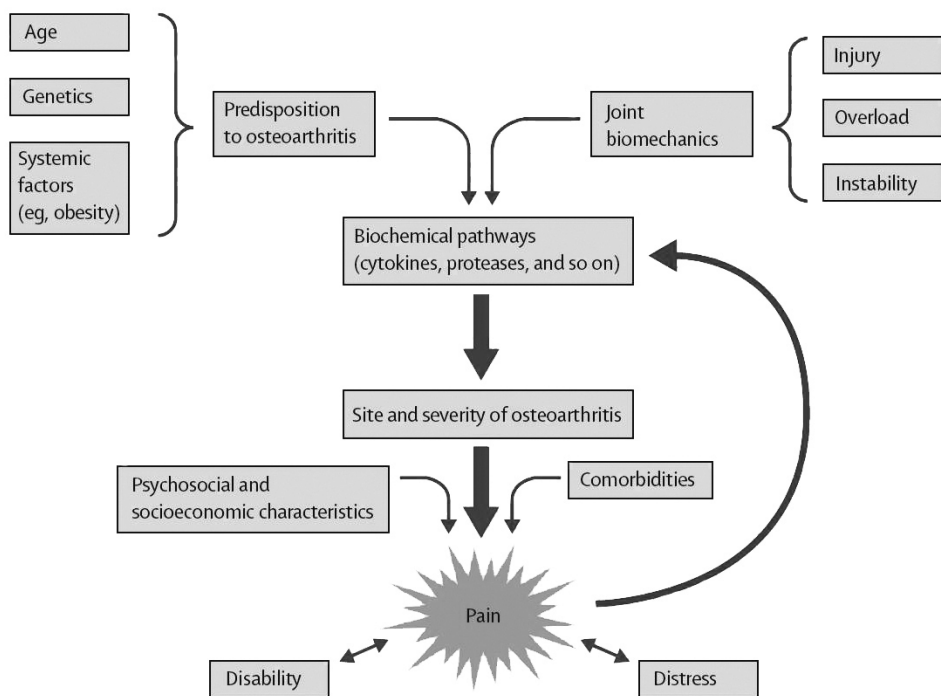 Age
Genetics
Systemic
factors
(eg, obesity)
Predisposition
to osteoarthritis
Joint
biomechanics
Injury
Overload
Instability
Biochemical pathways
(cytokines, proteases, and so on)
Site and severity of osteoarthritis
Psychosocial and
socioeconomic characteristics
Comorbidities
Pain
Disability
Distress